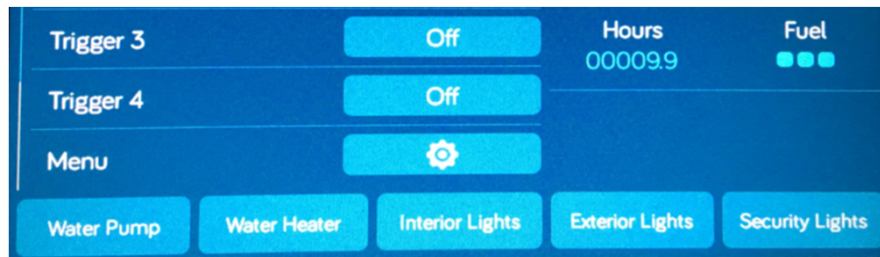 Trigger 3 Off
Trigger 4 Off
Menu
Hours Fuel
00009.9
Water Pump Water Heater Interior Lights Exterior Lights Security Lights